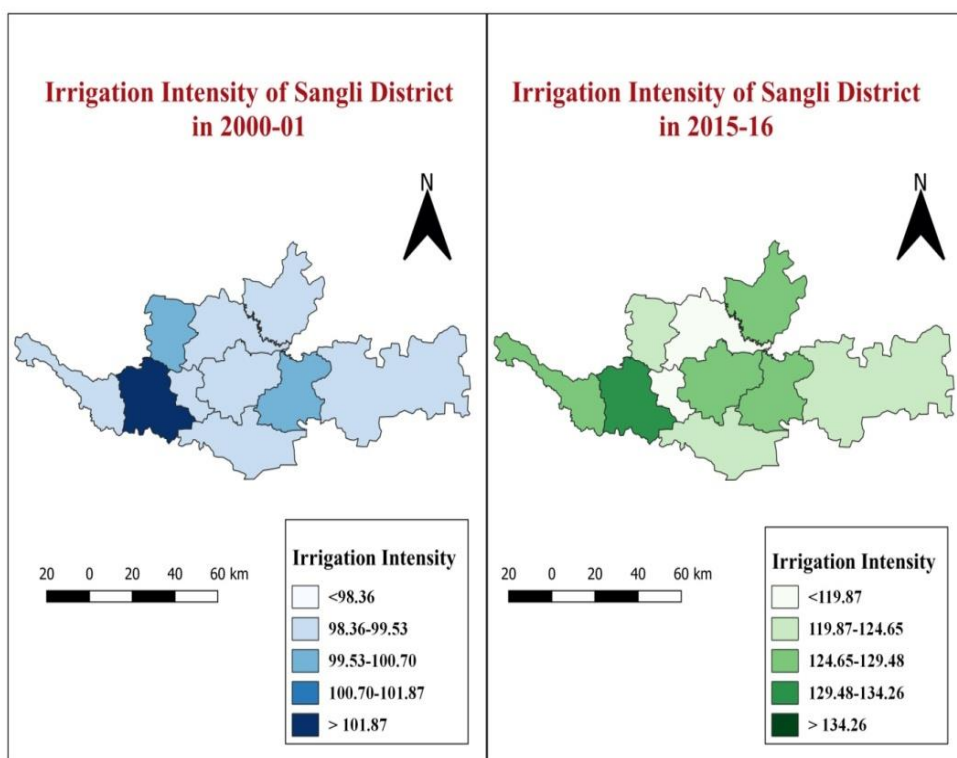 Irrigation Intensity of Sangli District
in 2000-01
N
20 0 20 40 60 km
Irrigation Intensity
<98.36
98.36-99.53
99.53-100.70
100.70-101.87
> 101.87
Irrigation Intensity of Sangli District
in 2015-16
N
20 0 20 40 60 km
Irrigation Intensity
<119.87
119.87-124.65
124.65-129.48
129.48-134.26
> 134.26